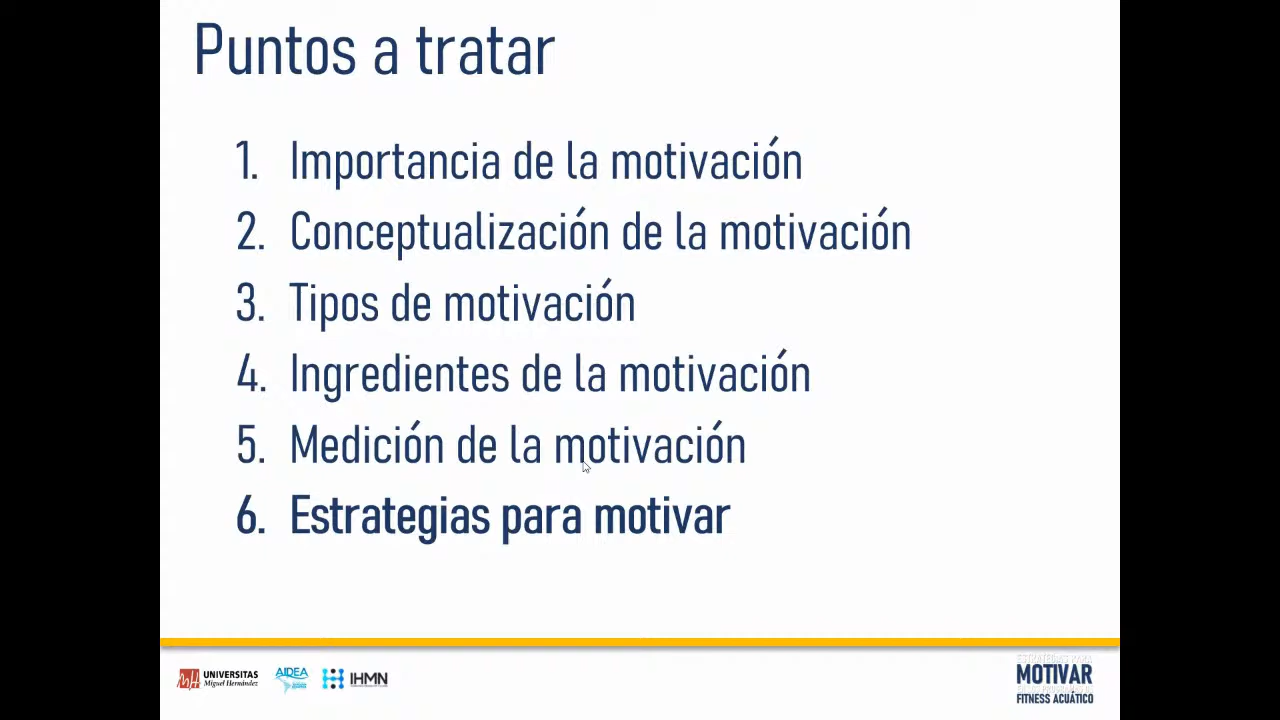 Puntos a tratar
1. Importancia de la motivación
2. Conceptualización de la motivación
3. Tipos de motivación
4. Ingredientes de la motivación
5. Medición de la motivación
6. Estrategias para motivar
UNIVERSITAS
Miguel Hernández
AIDEA
IHMN
ESTRATEGIAS PARA
MOTIVAR
FITNESS ACUÁTICO